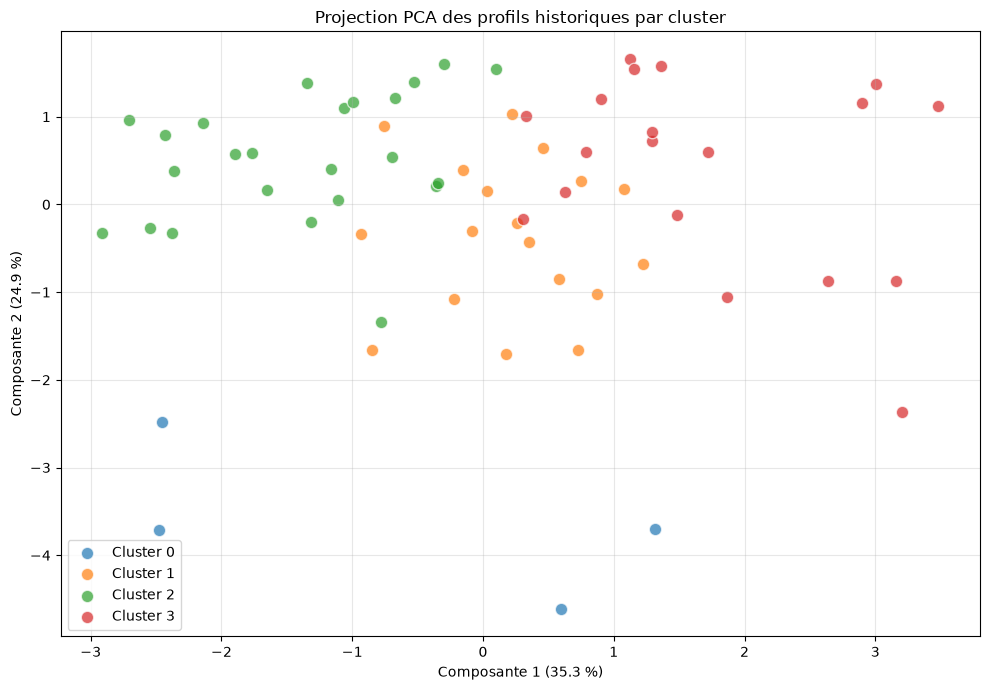 Projection PCA des profils historiques par cluster
Composante 2 (24.9 %)
1
0
−1
−2
−3
−4
Cluster 0
Cluster 1
Cluster 2
Cluster 3
−3
−2
−1
0
1
2
3
Composante 1 (35.3 %)